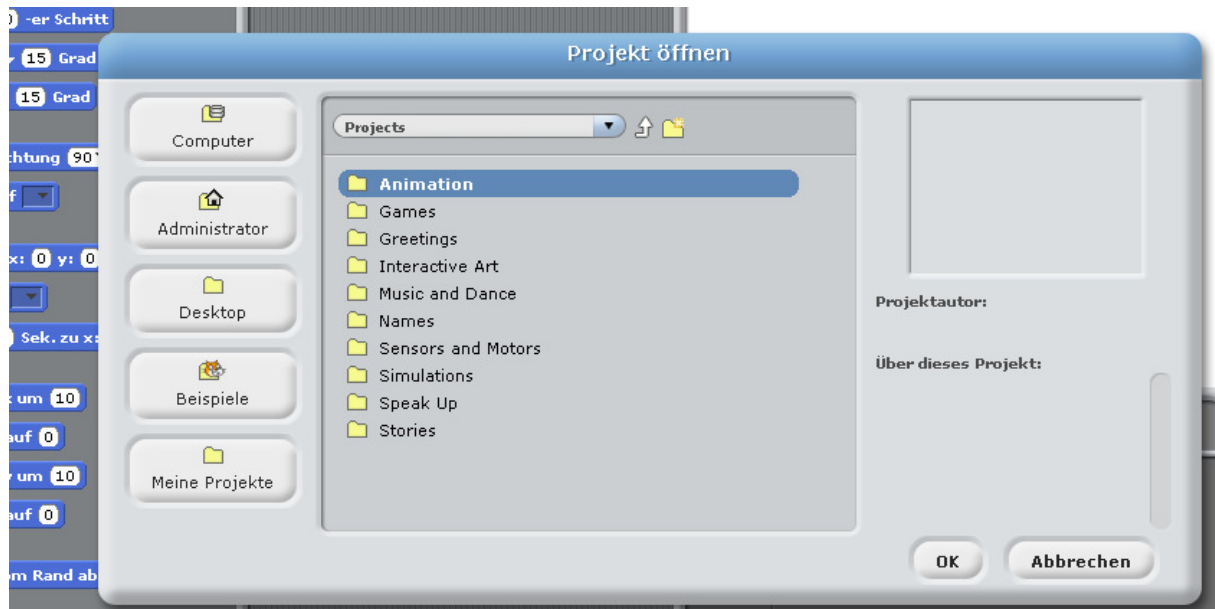 -er Schritt
15 Grad
15 Grad
chtung 90
f
x: 0 y: 0
Sek. zu x:
um 10
auf 0
um 10
auf 0
om Rand ab
Projekt öffnen
Computer
Administrator
Desktop
Beispiele
Meine Projekte
Projects
Animation
Games
Greetings
Interactive Art
Music and Dance
Names
Sensors and Motors
Simulations
Speak Up
Stories
Projektautor:
Über dieses Projekt:
OK
Abbrechen